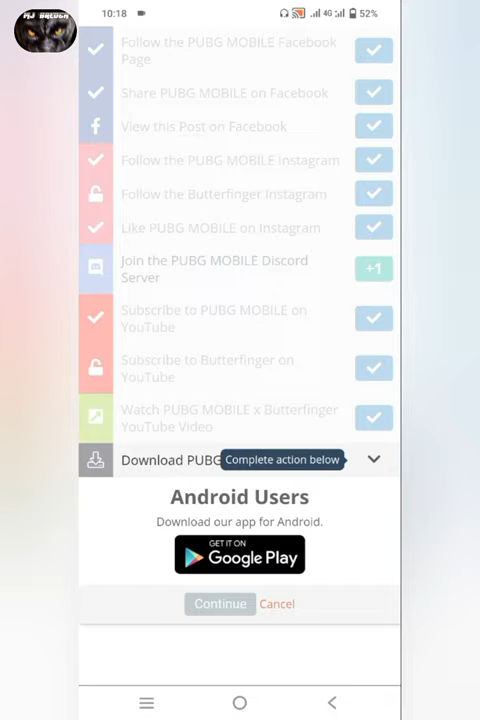 MJ BROTHER
10:18
4G
52%
Follow the PUBG MOBILE Facebook
Page
Share PUBG MOBILE on Facebook
View this Post on Facebook
Follow the PUBG MOBILE Instagram
Follow the Butterfinger Instagram
Like PUBG MOBILE on Instagram
Join the PUBG MOBILE Discord
Server
+1
Subscribe to PUBG MOBILE on
YouTube
Subscribe to Butterfinger on
YouTube
Watch PUBG MOBILE x Butterfinger
YouTube Video
Download PUBG
Complete action below
Android Users
Download our app for Android.
GET IT ON
Google Play
Continue
Cancel